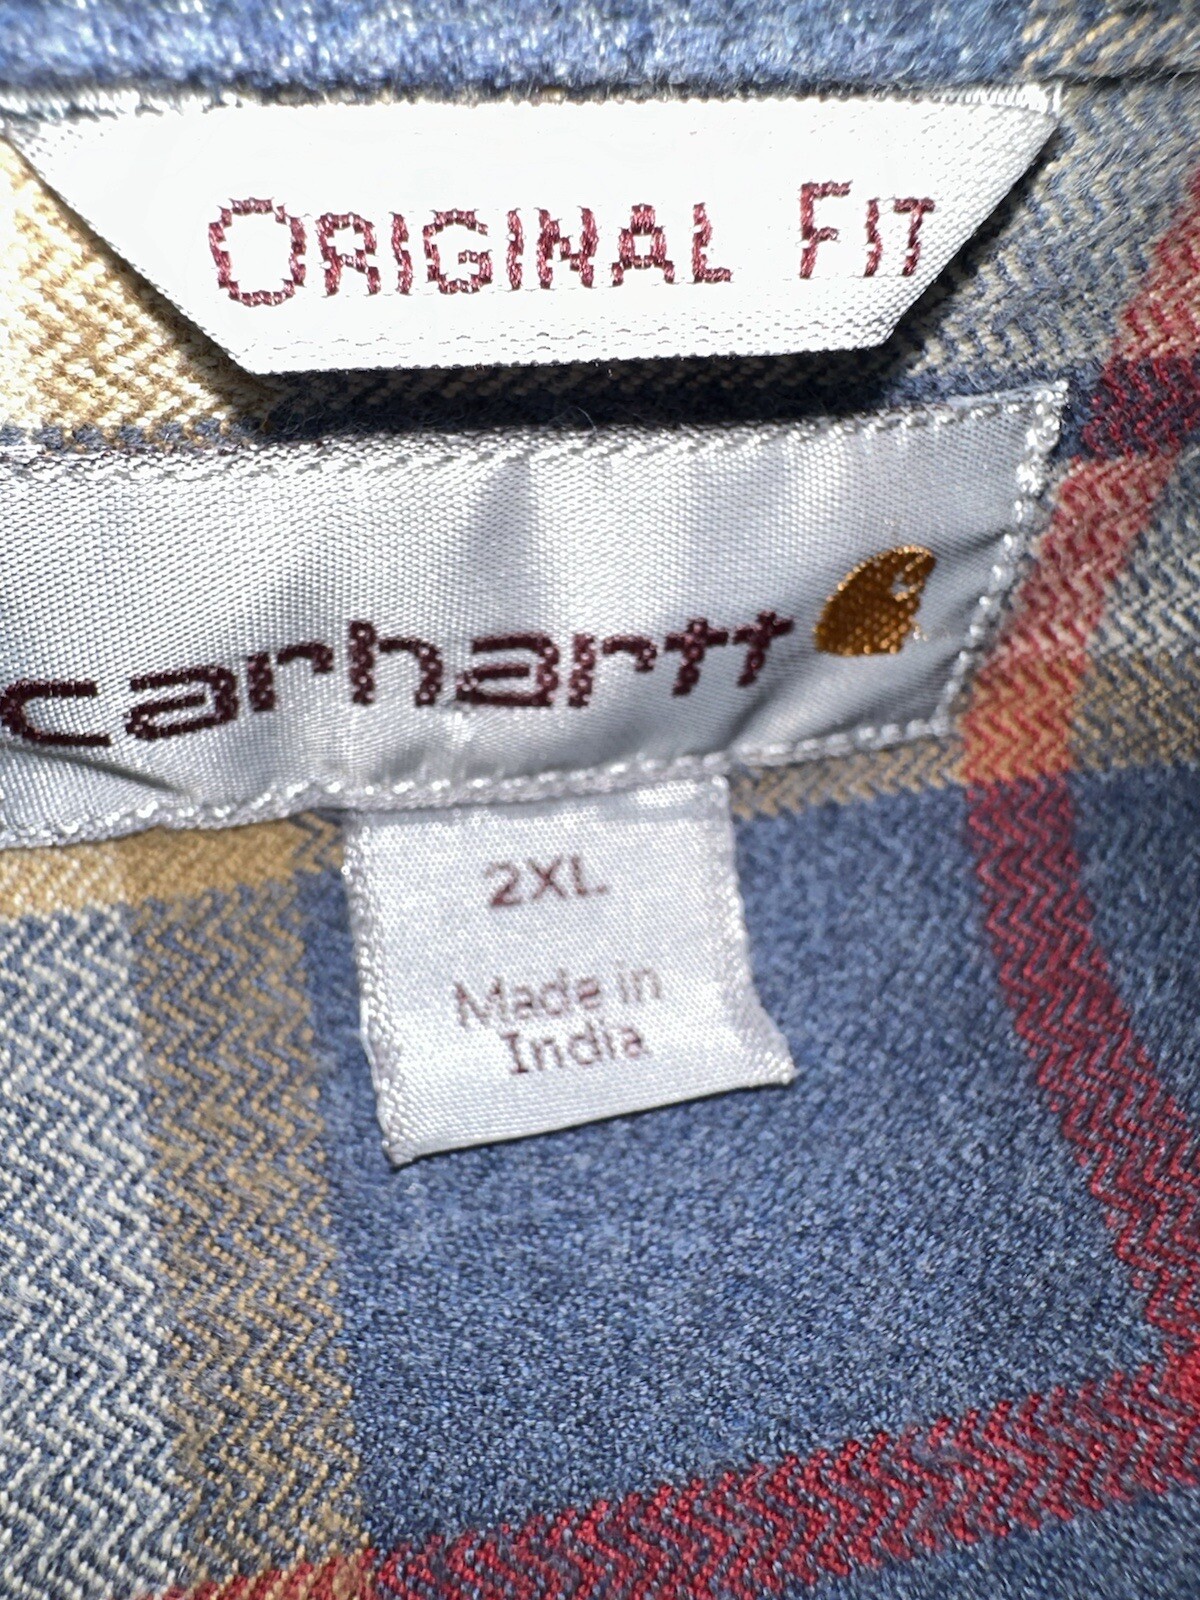 ORIGINAL FIT
carhartt
2XL
Made in
India